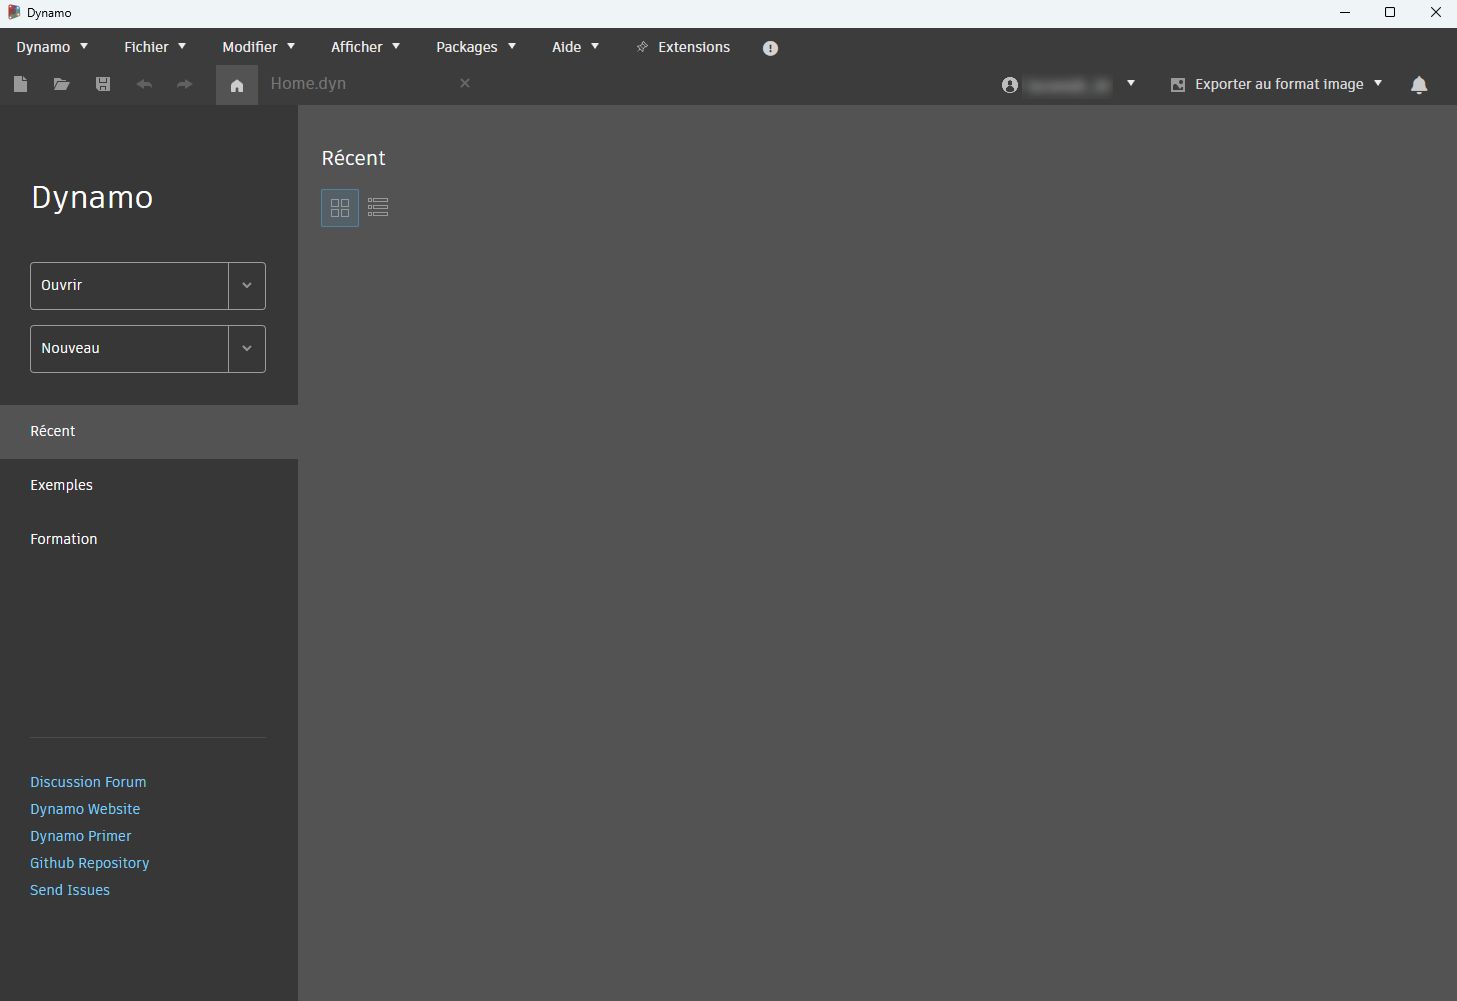 Dynamo
Dynamo Fichier Modifier Afficher Packages Aide Extensions
Home.dyn Exporter au format image
Récent
Dynamo
Ouvrir
Nouveau
Récent
Exemples
Formation
Discussion Forum
Dynamo Website
Dynamo Primer
Github Repository
Send Issues